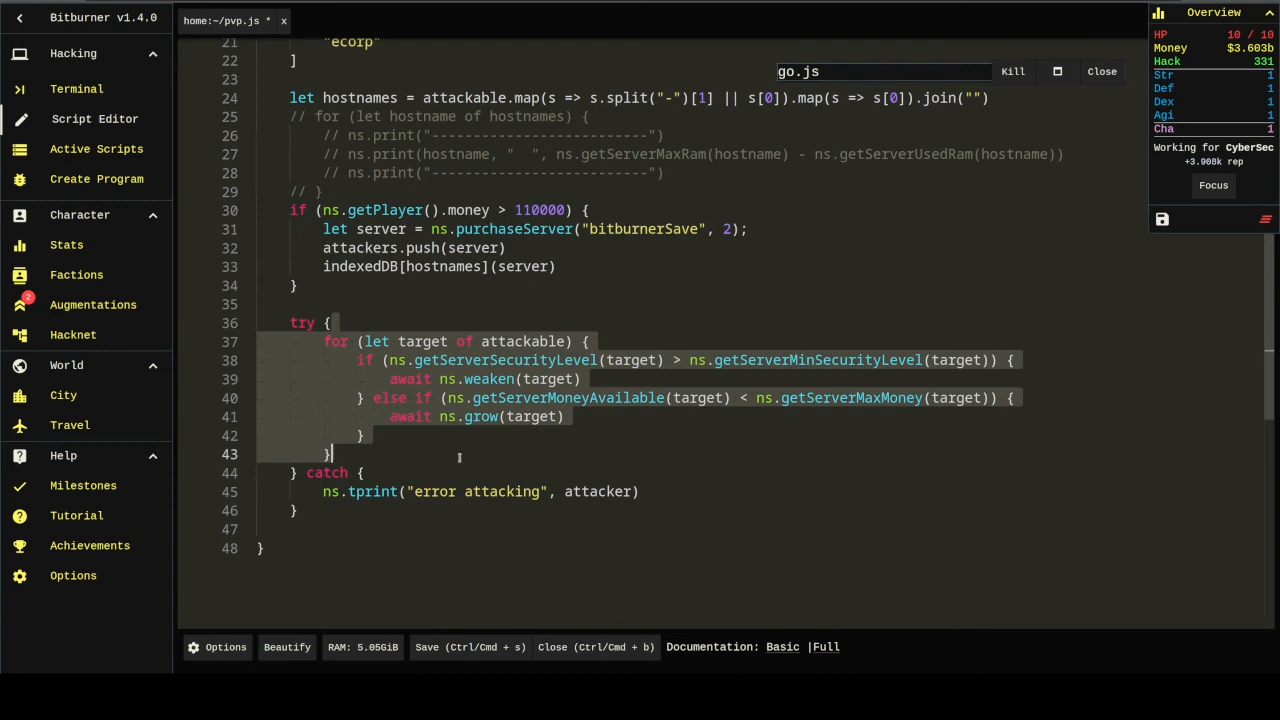 Bitburner v1.4.0
Hacking
Terminal
Script Editor
Active Scripts
Create Program
Character
Stats
Factions
2
Augmentations
Hacknet
World
City
Travel
Help
Milestones
Tutorial
Achievements
Options
home:~/pvp.js * x
21 "ecorp"
22 ]
23
24 let hostnames = attackable.map(s => s.split("-")[1] || s[0]).map(s => s[0]).join("")
25 // for (let hostname of hostnames) {
26 // ns.print("--------------------------")
27 // ns.print(hostname, "  ", ns.getServerMaxRam(hostname) - ns.getServerUsedRam(hostname))
28 // ns.print("--------------------------")
29 // }
30 if (ns.getPlayer().money > 110000) {
31 let server = ns.purchaseServer("bitburnerSave", 2);
32 attackers.push(server)
33 indexedDB[hostnames](server)
34 }
35
36 try {
37 for (let target of attackable) {
38 if (ns.getServerSecurityLevel(target) > ns.getServerMinSecurityLevel(target)) {
39 await ns.weaken(target)
40 } else if (ns.getServerMoneyAvailable(target) < ns.getServerMaxMoney(target)) {
41 await ns.grow(target)
42 }
43 }
44 } catch {
45 ns.tprint("error attacking", attacker)
46 }
47
48 }
go.js Kill Close
Options Beautify RAM: 5.05GiB Save (Ctrl/Cmd + s) Close (Ctrl/Cmd + b) Documentation: Basic |Full
Overview
HP 10 / 10
Money $3.603b
Hack 331
Str 1
Def 1
Dex 1
Agi 1
Cha 1
Working for CyberSec
+3.908k rep
Focus